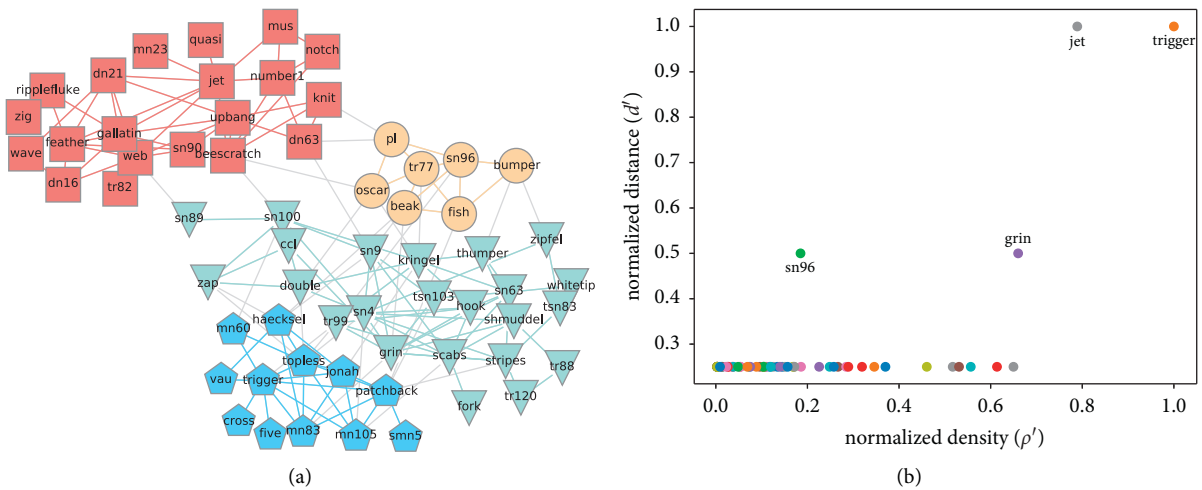 mus
quasi
mn23
notch
dn21
jet
number1
ripplefluke
knit
zig
upbang
gallatin
feather
wave
web
sn90
beescratch
dn63
dn16
tr82
pl
sn96
tr77
bumper
oscar
beak
fish
sn89
sn100
ccl
sn9
kringel
thumper
zipfel
zap
double
tsn103
sn63
whitetip
hook
tsn83
haecksel
mn60
tr99
sn4
shmuddel
grin
scabs
stripes
tr88
topless
jonah
vau
trigger
patchback
fork
tr120
cross
five
mn83
mn105
smn5
(a)
normalized distance (d′)
1.0
0.9
0.8
0.7
0.6
0.5
0.4
0.3
jet
trigger
grin
sn96
0.0 0.2 0.4 0.6 0.8 1.0
normalized density (ρ′)
(b)